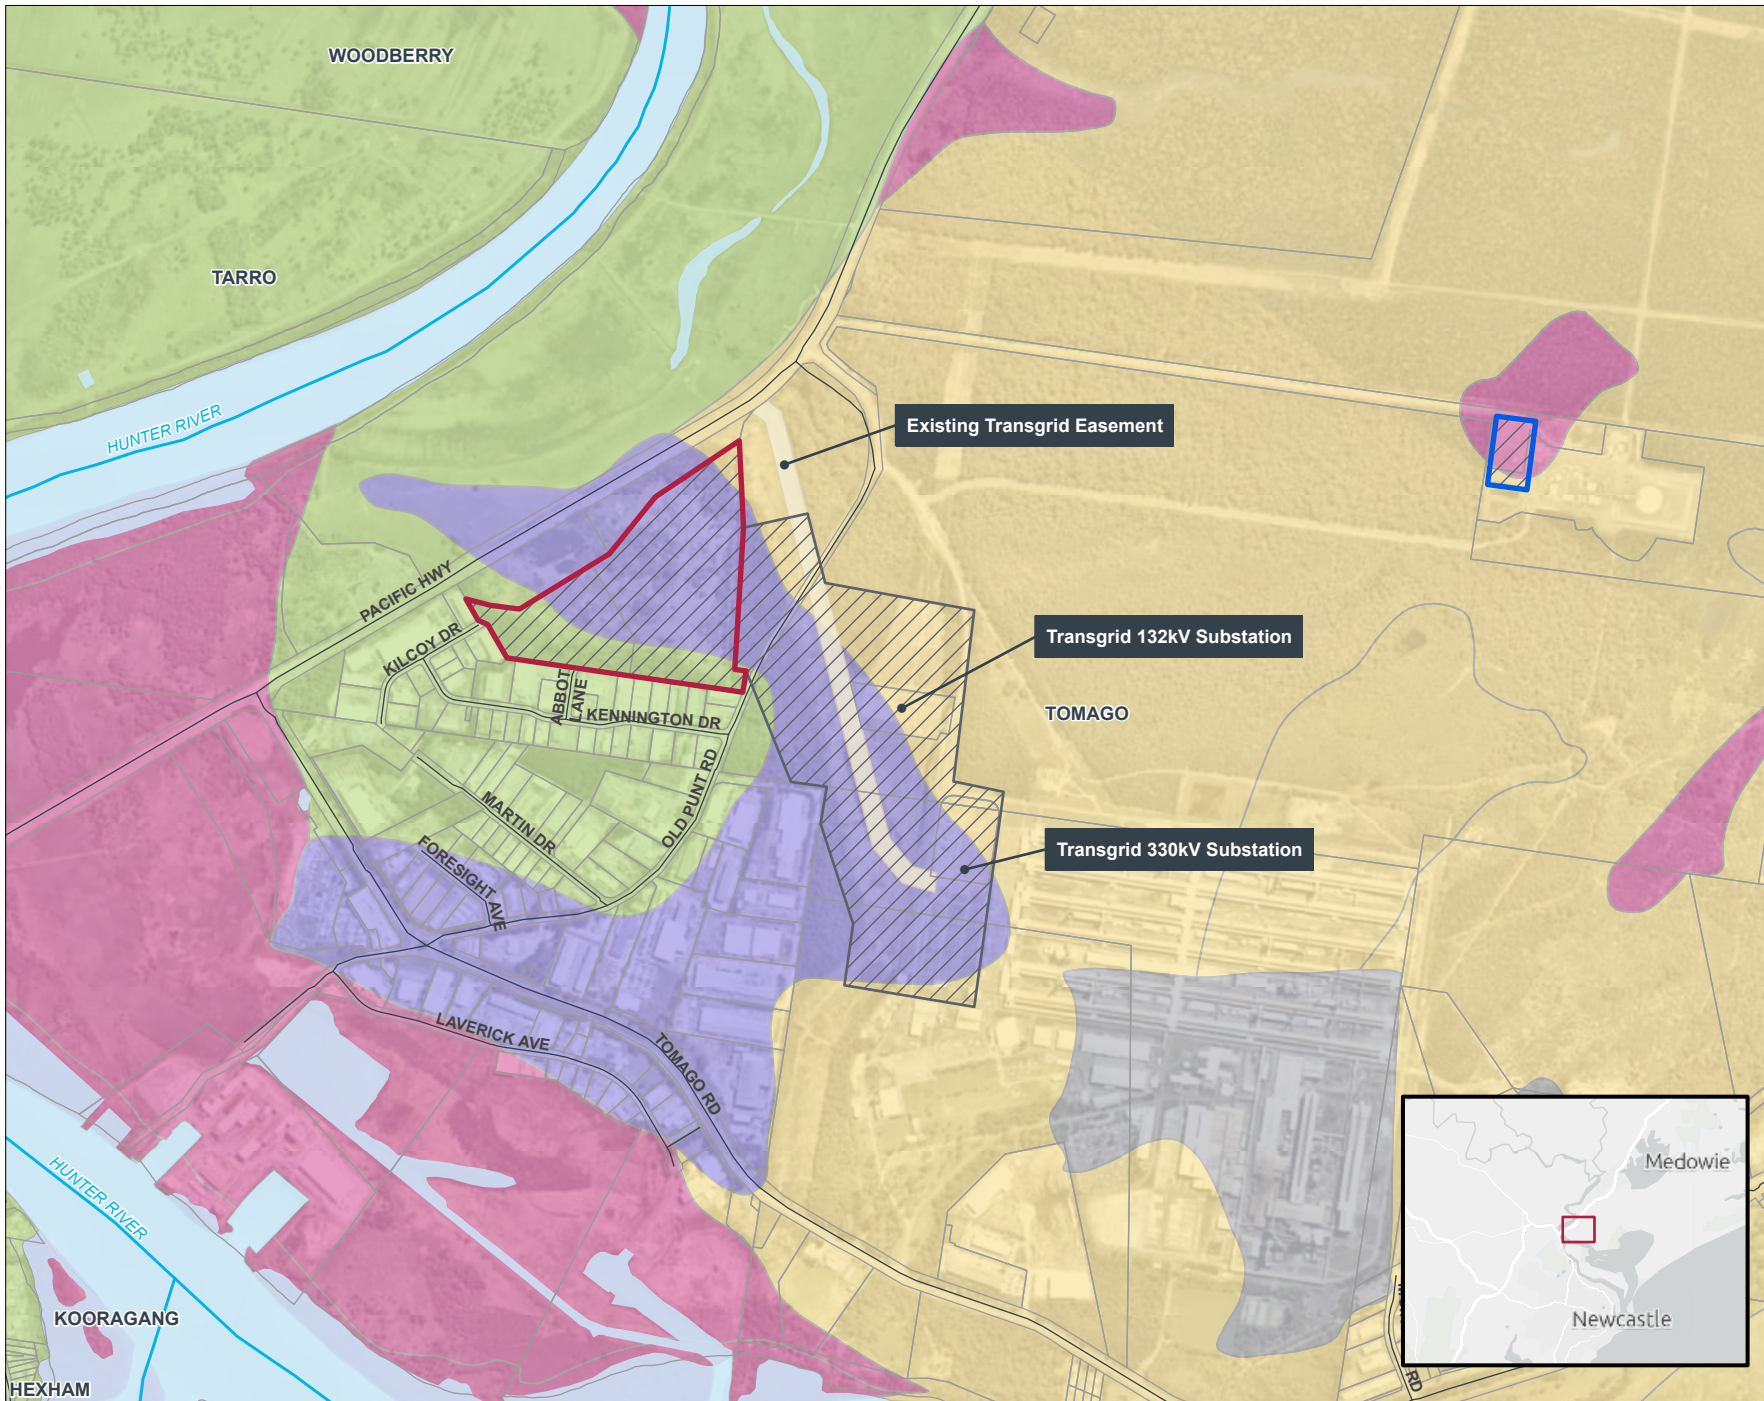 WOODBERRY
TARRO
HUNTER RIVER
Existing Transgrid Easement
PACIFIC HWY
KILCOY DR
Transgrid 132kV Substation
ABBOT
LANE
KENNINGTON DR
TOMAGO
OLD PUNT RD
MARTIN DR
FORESIGHT
AVE
Transgrid 330kV Substation
LAVERICK AVE
TOMAGO RD
HUNTER RIVER
Medowie
KOORAGANG
Newcastle
HEXHAM
RD